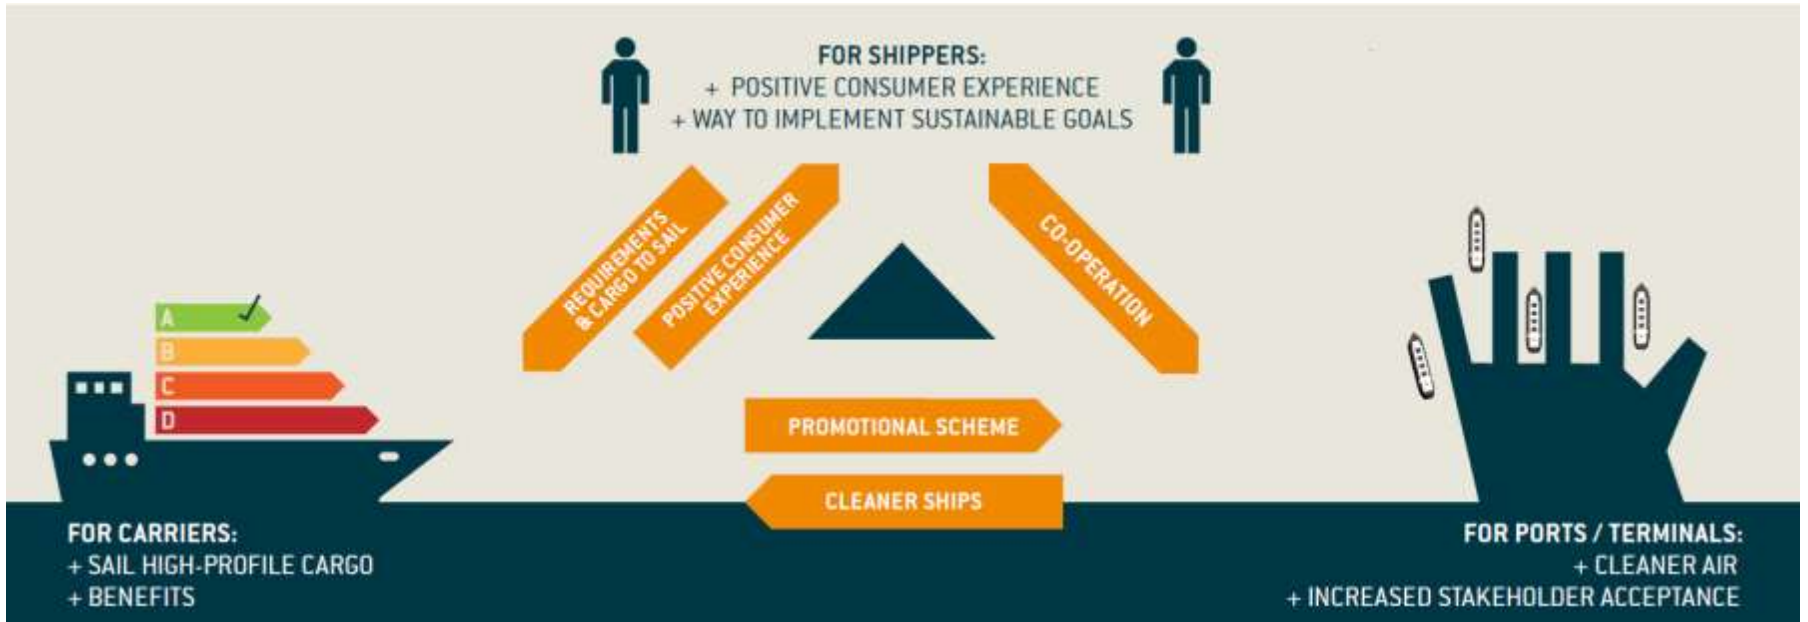 FOR SHIPPERS:
+ POSITIVE CONSUMER EXPERIENCE
+ WAY TO IMPLEMENT SUSTAINABLE GOALS
REQUIREMENTS
& CARGO TO SAIL
POSITIVE CONSUMER
EXPERIENCE
CO-OPERATION
A
B
C
D
PROMOTIONAL SCHEME
CLEANER SHIPS
FOR CARRIERS:
+ SAIL HIGH-PROFILE CARGO
+ BENEFITS
FOR PORTS / TERMINALS:
+ CLEANER AIR
+ INCREASED STAKEHOLDER ACCEPTANCE